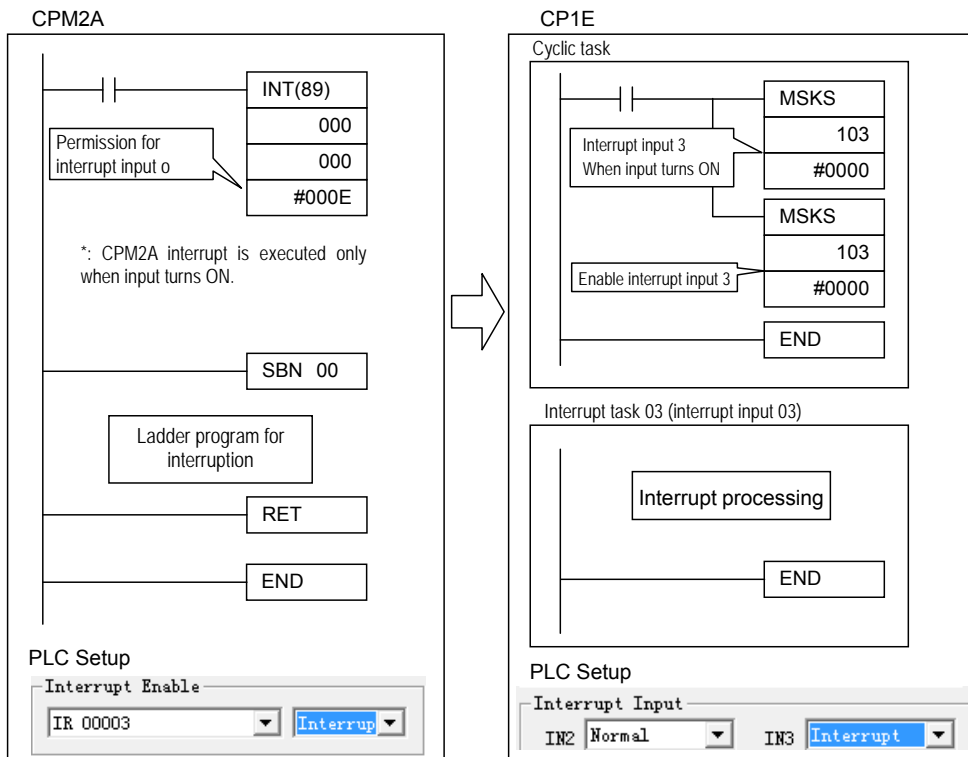 CPM2A
INT(89)
000
000
#000E
Permission for
interrupt input o
*: CPM2A interrupt is executed only
when input turns ON.
SBN 00
Ladder program for
interruption
RET
END
PLC Setup
Interrupt Enable
IR 00003
Interrup
CP1E
Cyclic task
MSKS
103
#0000
Interrupt input 3
When input turns ON
MSKS
103
#0000
Enable interrupt input 3
END
Interrupt task 03 (interrupt input 03)
Interrupt processing
END
PLC Setup
Interrupt Input
IN2 Normal IN3 Interrupt